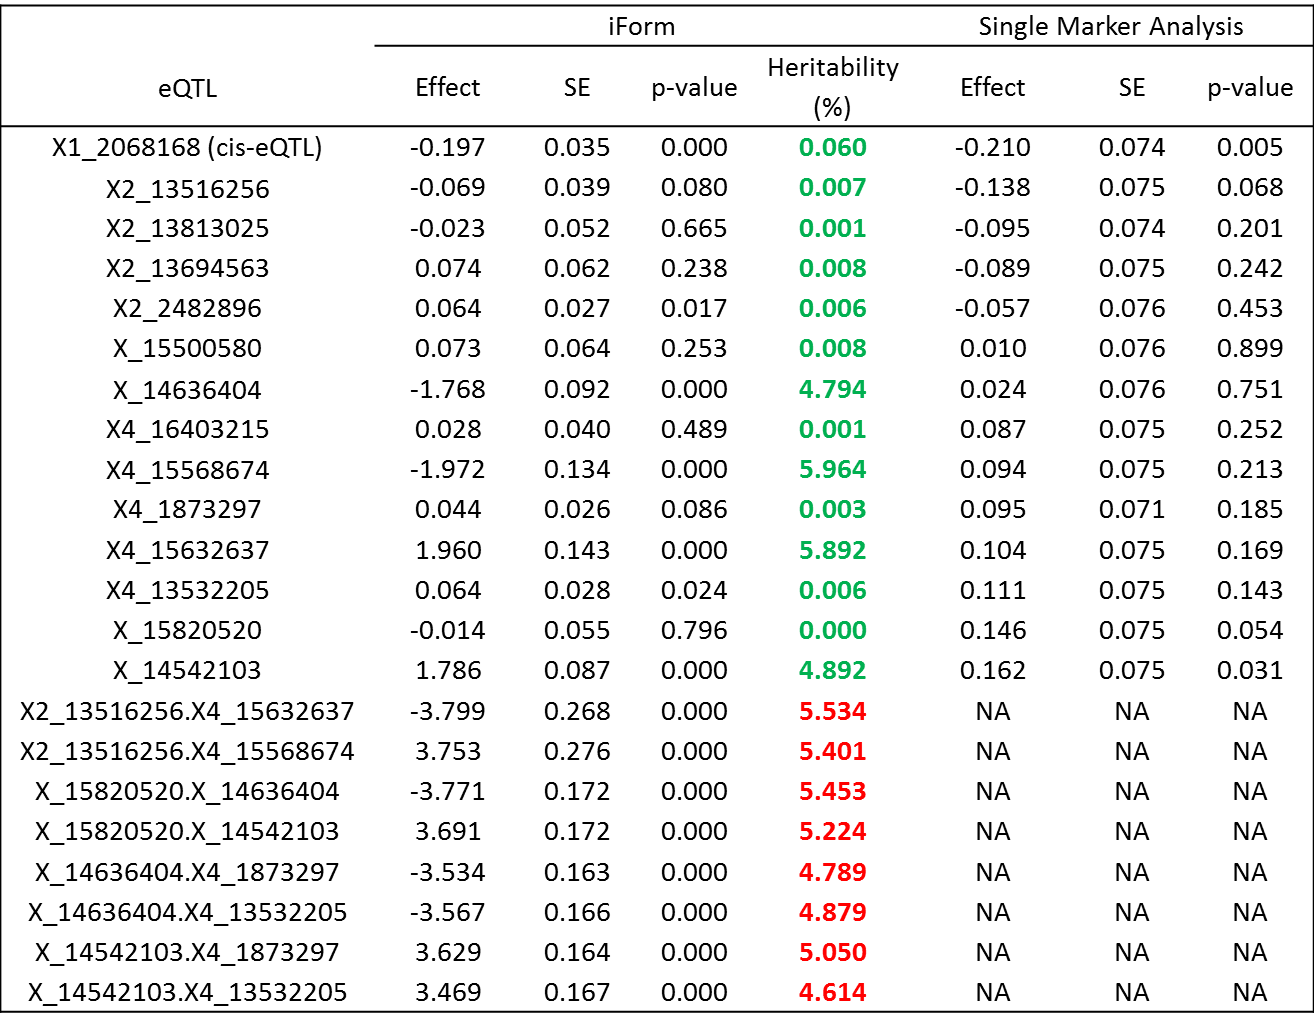 iForm Single Marker Analysis
eQTL Effect SE p-value Heritability (%) Effect SE p-value
X1_2068168 (cis-eQTL) -0.197 0.035 0.000 0.060 -0.210 0.074 0.005
X2_13516256 -0.069 0.039 0.080 0.007 -0.138 0.075 0.068
X2_13813025 -0.023 0.052 0.665 0.001 -0.095 0.074 0.201
X2_13694563 0.074 0.062 0.238 0.008 -0.089 0.075 0.242
X2_2482896 0.064 0.027 0.017 0.006 -0.057 0.076 0.453
X_15500580 0.073 0.064 0.253 0.008 0.010 0.076 0.899
X_14636404 -1.768 0.092 0.000 4.794 0.024 0.076 0.751
X4_16403215 0.028 0.040 0.489 0.001 0.087 0.075 0.252
X4_15568674 -1.972 0.134 0.000 5.964 0.094 0.075 0.213
X4_1873297 0.044 0.026 0.086 0.003 0.095 0.071 0.185
X4_15632637 1.960 0.143 0.000 5.892 0.104 0.075 0.169
X4_13532205 0.064 0.028 0.024 0.006 0.111 0.075 0.143
X_15820520 -0.014 0.055 0.796 0.000 0.146 0.075 0.054
X_14542103 1.786 0.087 0.000 4.892 0.162 0.075 0.031
X2_13516256.X4_15632637 -3.799 0.268 0.000 5.534 NA NA NA
X2_13516256.X4_15568674 3.753 0.276 0.000 5.401 NA NA NA
X_15820520.X_14636404 -3.771 0.172 0.000 5.453 NA NA NA
X_15820520.X_14542103 3.691 0.172 0.000 5.224 NA NA NA
X_14636404.X4_1873297 -3.534 0.163 0.000 4.789 NA NA NA
X_14636404.X4_13532205 -3.567 0.166 0.000 4.879 NA NA NA
X_14542103.X4_1873297 3.629 0.164 0.000 5.050 NA NA NA
X_14542103.X4_13532205 3.469 0.167 0.000 4.614 NA NA NA